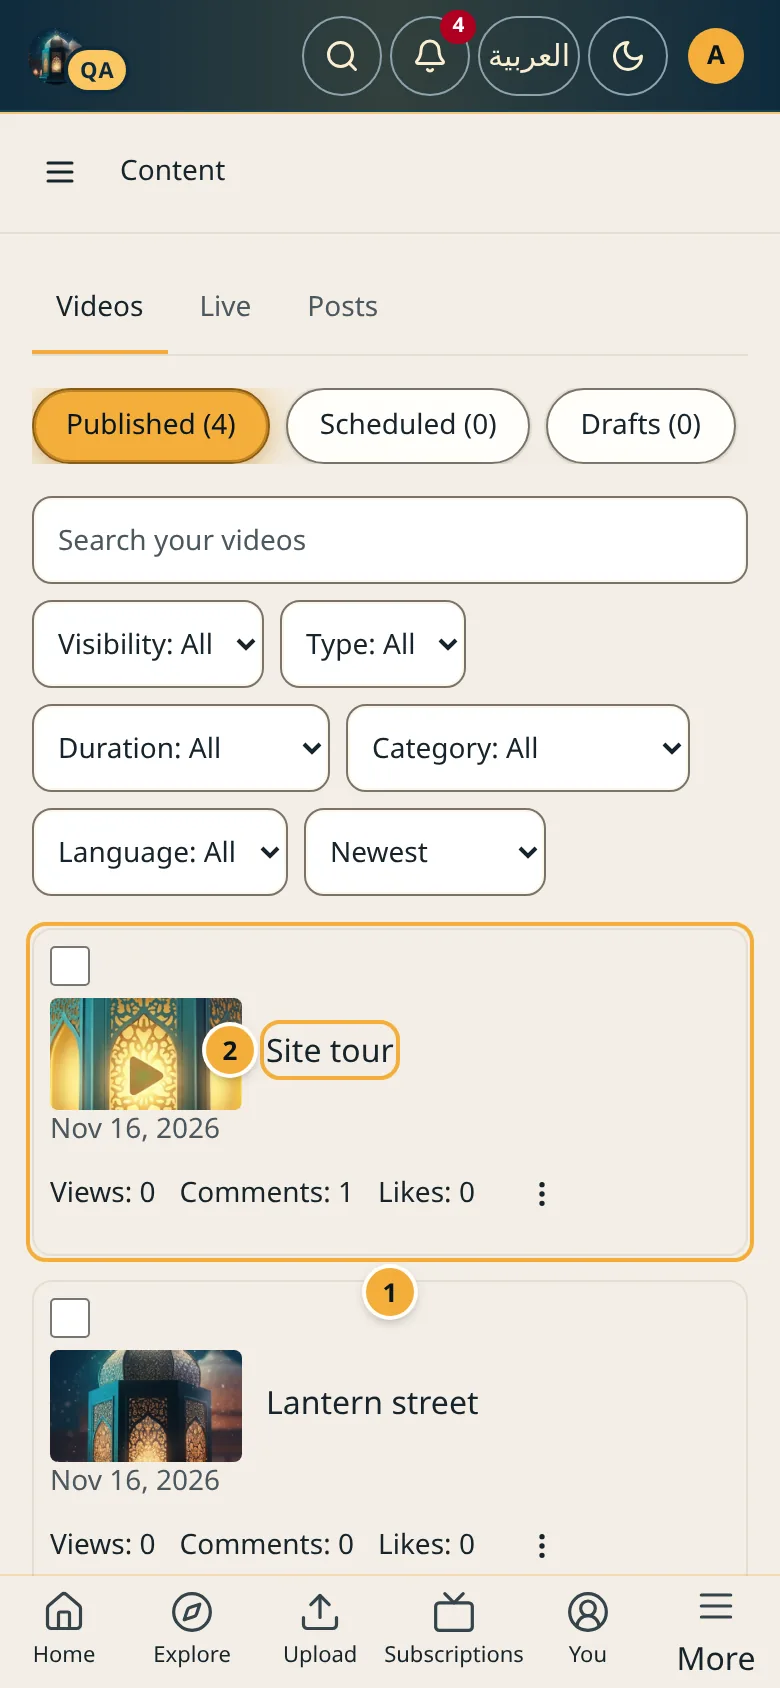 QA
4
العربية
A
Content
Videos Live Posts
Published (4) Scheduled (0) Drafts (0)
Search your videos
Visibility: All Type: All
Duration: All Category: All
Language: All Newest
2 Site tour
Nov 16, 2026
Views: 0 Comments: 1 Likes: 0
1
Lantern street
Nov 16, 2026
Views: 0 Comments: 0 Likes: 0
Home Explore Upload Subscriptions You More